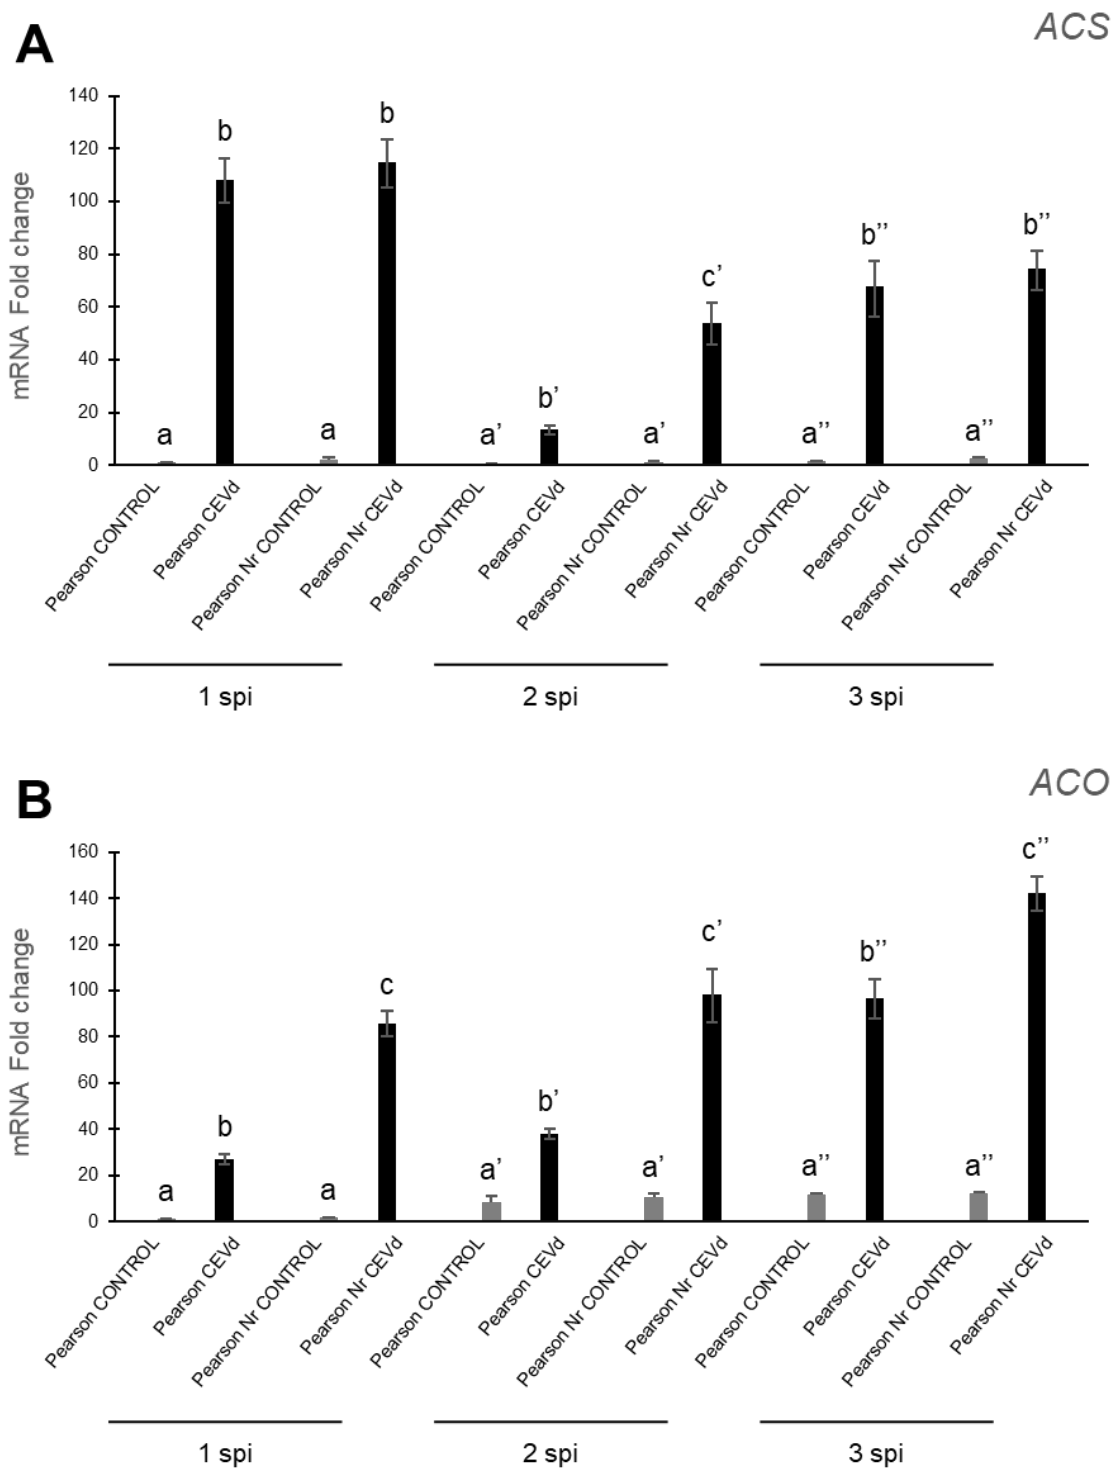 A
ACS
mRNA Fold change
140
120
100
80
60
40
20
0
a
b
a
b
a’
b’
a’
c’
a’’
b’’
a’’
b’’
Pearson CONTROL
Pearson CEVd
Pearson Nr CONTROL
Pearson Nr CEVd
Pearson CONTROL
Pearson CEVd
Pearson Nr CONTROL
Pearson Nr CEVd
Pearson CONTROL
Pearson CEVd
Pearson Nr CONTROL
Pearson Nr CEVd
1 spi
2 spi
3 spi
B
ACO
mRNA Fold change
160
140
120
100
80
60
40
20
0
a
b
a
c
a’
b’
a’
c’
a’’
b’’
a’’
c’’
Pearson CONTROL
Pearson CEVd
Pearson Nr CONTROL
Pearson Nr CEVd
Pearson CONTROL
Pearson CEVd
Pearson Nr CONTROL
Pearson Nr CEVd
Pearson CONTROL
Pearson CEVd
Pearson Nr CONTROL
Pearson Nr CEVd
1 spi
2 spi
3 spi